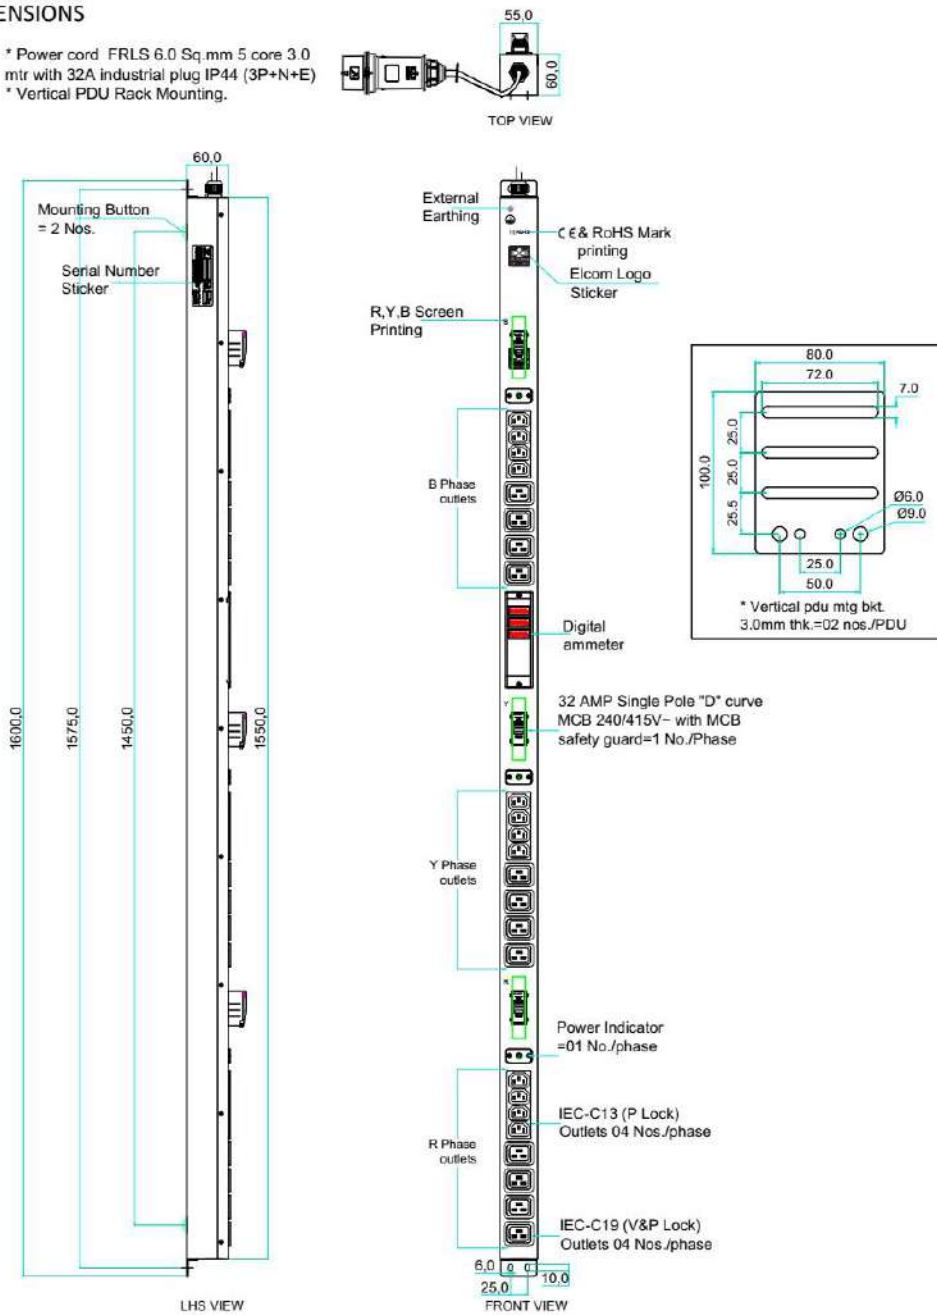 ENSIONS
* Power cord FRLS 6.0 Sq.mm 5 core 3.0
mtr with 32A industrial plug IP44 (3P+N+E)
* Vertical PDU Rack Mounting.
55,0
60,0
TOP VIEW
60,0
Mounting Button
= 2 Nos.
Serial Number
Sticker
1600,0
1575,0
1450,0
1550,0
LHS VIEW
External
Earthing
CE & RoHS Mark
printing
Elcom Logo
Sticker
R,Y,B Screen
Printing
B
B Phase
outlets
Digital
ammeter
Y
32 AMP Single Pole "D" curve
MCB 240/415V~ with MCB
safety guard=1 No./Phase
Y Phase
outlets
R
Power Indicator
=01 No./phase
IEC-C13 (P Lock)
Outlets 04 Nos./phase
R Phase
outlets
IEC-C19 (V&P Lock)
Outlets 04 Nos./phase
6,0
10,0
25,0
FRONT VIEW
80.0
72.0
7.0
100.0
25.0
25.0
25.5
Ø6.0
Ø9.0
25.0
50.0
* Vertical pdu mtg bkt.
3.0mm thk.=02 nos./PDU